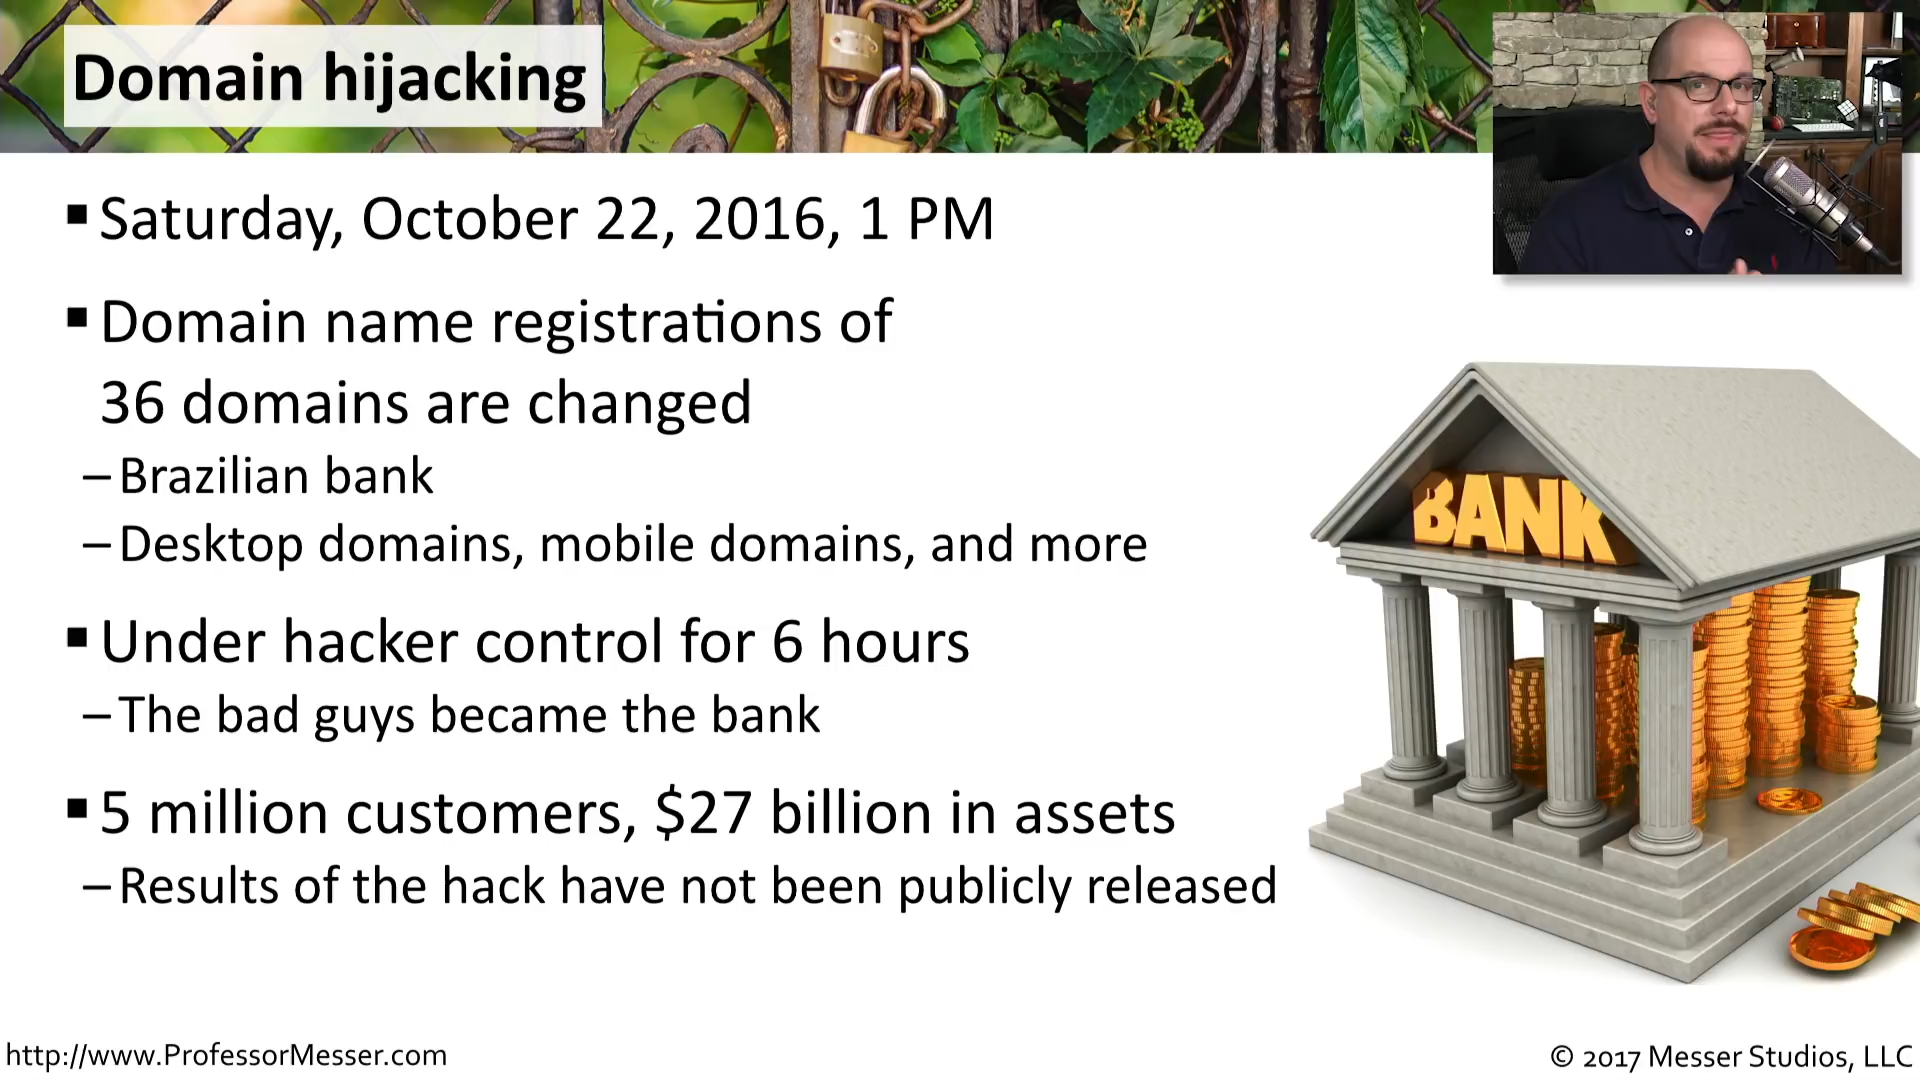 Domain hijacking
▪ Saturday, October 22, 2016, 1 PM
▪ Domain name registrations of
36 domains are changed
– Brazilian bank
– Desktop domains, mobile domains, and more
▪ Under hacker control for 6 hours
– The bad guys became the bank
▪ 5 million customers, $27 billion in assets
– Results of the hack have not been publicly released
BANK
http://www.ProfessorMesser.com
© 2017 Messer Studios, LLC